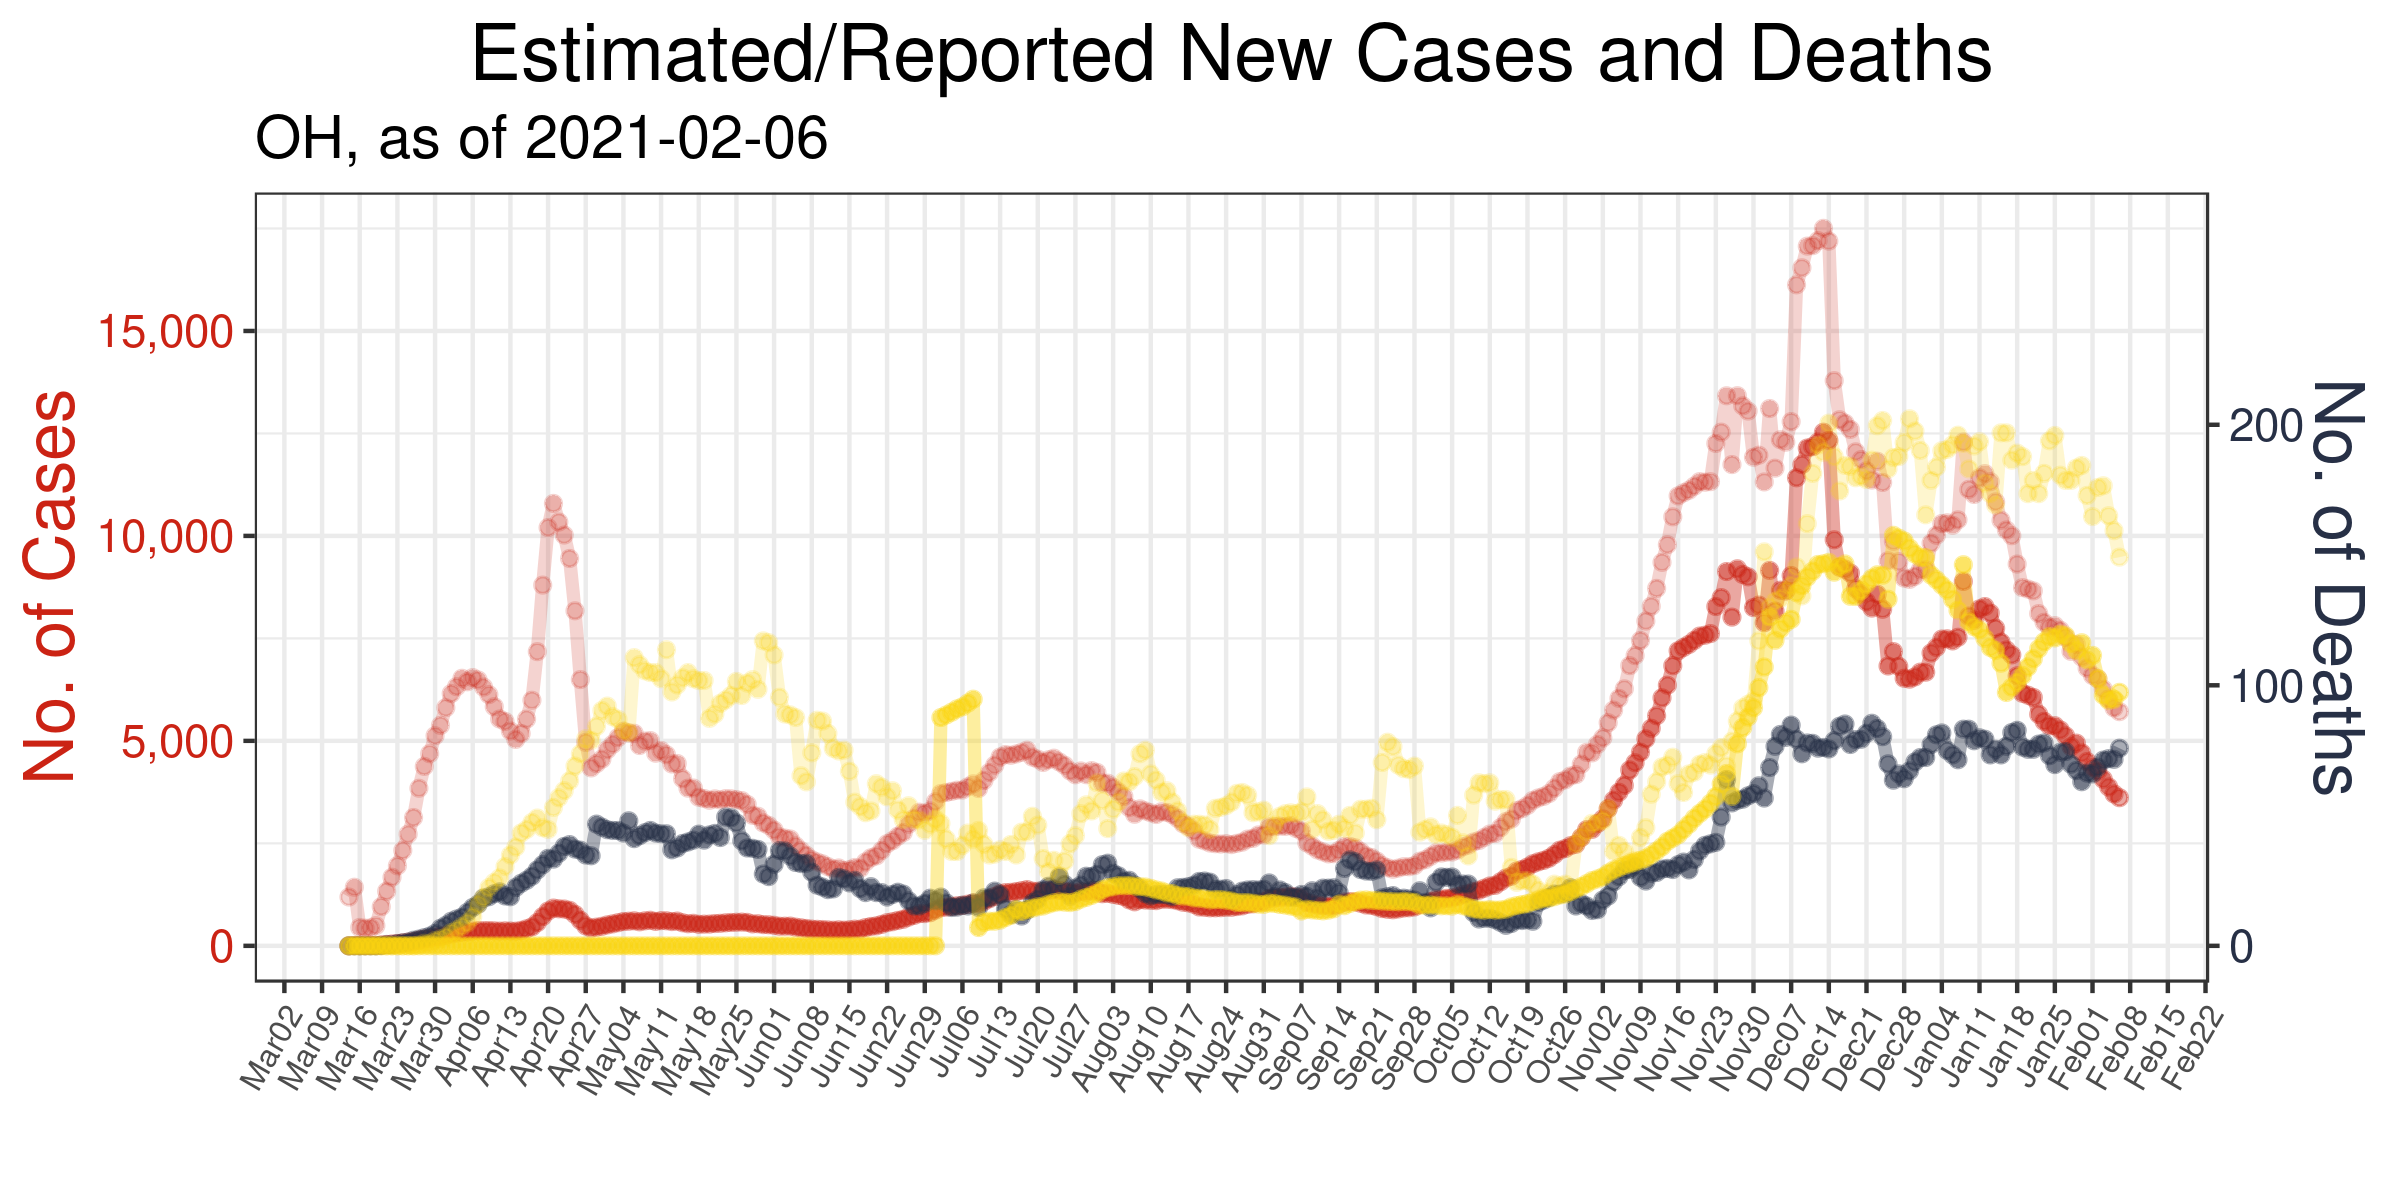 Estimated/Reported New Cases and Deaths
OH, as of 2021-02-06
No. of Cases
15,000
10,000
5,000
0
200
100
0
No. of Deaths
Mar02
Mar09
Mar16
Mar23
Mar30
Apr06
Apr13
Apr20
Apr27
May04
May11
May18
May25
Jun01
Jun08
Jun15
Jun22
Jun29
Jul06
Jul13
Jul20
Jul27
Aug03
Aug10
Aug17
Aug24
Aug31
Sep07
Sep14
Sep21
Sep28
Oct05
Oct12
Oct19
Oct26
Nov02
Nov09
Nov16
Nov23
Nov30
Dec07
Dec14
Dec21
Dec28
Jan04
Jan11
Jan18
Jan25
Feb01
Feb08
Feb15
Feb22